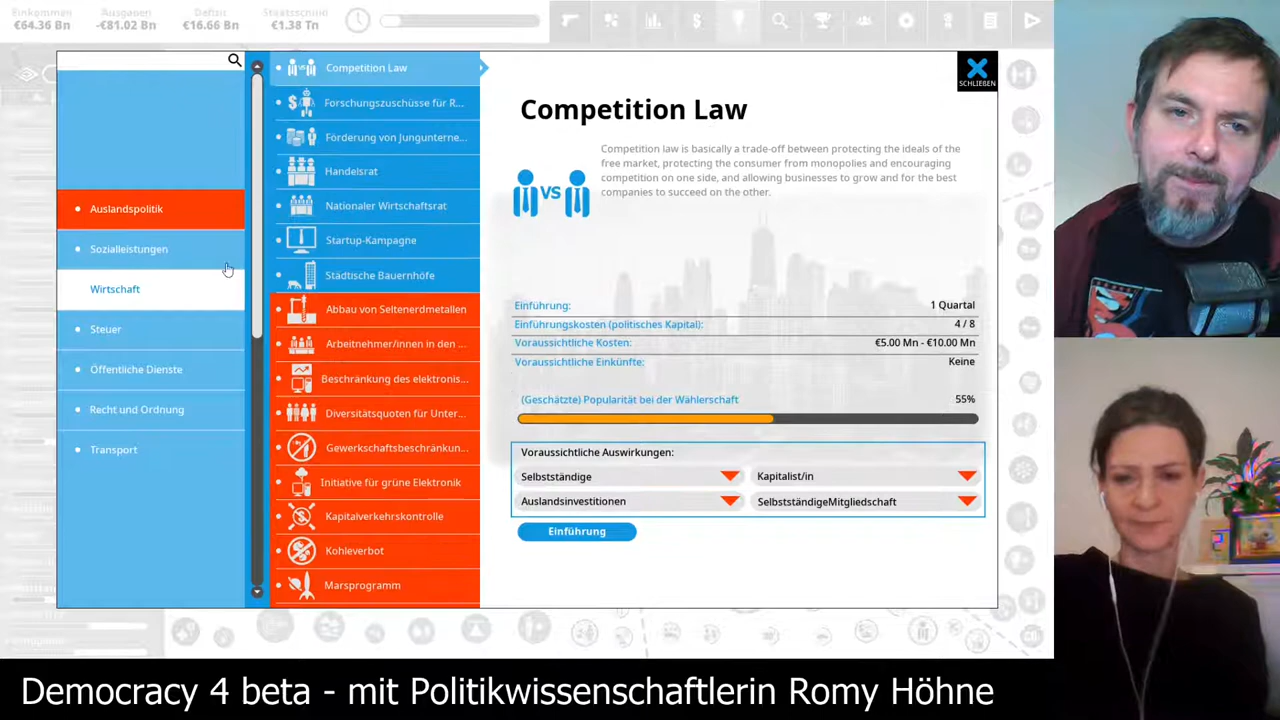 Einkommen Ausgaben Defizit Staatsschuld
€64.36 Bn -€81.02 Bn €16.66 Bn €1.38 Tn
SCHLIEßEN
Auslandspolitik
Sozialleistungen
Wirtschaft
Steuer
Öffentliche Dienste
Recht und Ordnung
Transport
Competition Law
Forschungszuschüsse für R...
Förderung von Jungunterne...
Handelsrat
Nationaler Wirtschaftsrat
Startup-Kampagne
Städtische Bauernhöfe
Abbau von Seltenerdmetallen
Arbeitnehmer/innen in den ...
Beschränkung des elektronis...
Diversitätsquoten für Unter...
Gewerkschaftsbeschränkun...
Initiative für grüne Elektronik
Kapitalverkehrskontrolle
Kohleverbot
Marsprogramm
Competition Law
Competition law is basically a trade-off between protecting the ideals of the
free market, protecting the consumer from monopolies and encouraging
competition on one side, and allowing businesses to grow and for the best
companies to succeed on the other.
VS
Einführung: 1 Quartal
Einführungskosten (politisches Kapital): 4 / 8
Voraussichtliche Kosten: €5.00 Mn - €10.00 Mn
Voraussichtliche Einkünfte: Keine
(Geschätzte) Popularität bei der Wählerschaft 55%
Voraussichtliche Auswirkungen:
Selbstständige Kapitalist/in
Auslandsinvestitionen SelbstständigeMitgliedschaft
Einführung
Democracy 4 beta - mit Politikwissenschaftlerin Romy Höhne